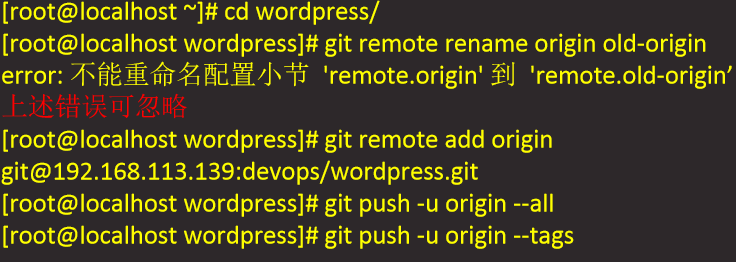 [root@localhost ~]# cd wordpress/
[root@localhost wordpress]# git remote rename origin old-origin
error: 不能重命名配置小节 'remote.origin' 到 'remote.old-origin’
上述错误可忽略
[root@localhost wordpress]# git remote add origin
git@192.168.113.139:devops/wordpress.git
[root@localhost wordpress]# git push -u origin --all
[root@localhost wordpress]# git push -u origin --tags